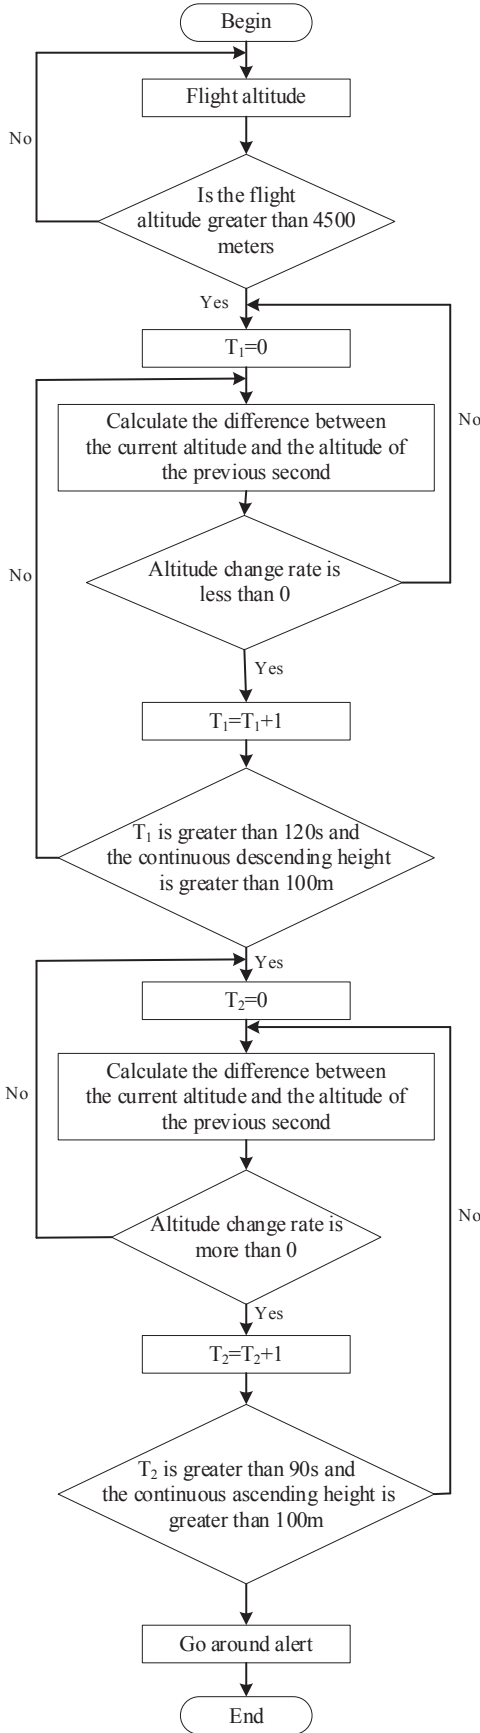 Begin
Flight altitude
No
Is the flight
altitude greater than 4500
meters
Yes
T₁=0
Calculate the difference between
the current altitude and the altitude of
the previous second
No
No
Altitude change rate is
less than 0
Yes
T₁=T₁+1
T₁ is greater than 120s and
the continuous descending height
is greater than 100m
Yes
T₂=0
Calculate the difference between
the current altitude and the altitude of
the previous second
No
Altitude change rate is
more than 0
No
Yes
T₂=T₂+1
T₂ is greater than 90s and
the continuous ascending height is
greater than 100m
Go around alert
End